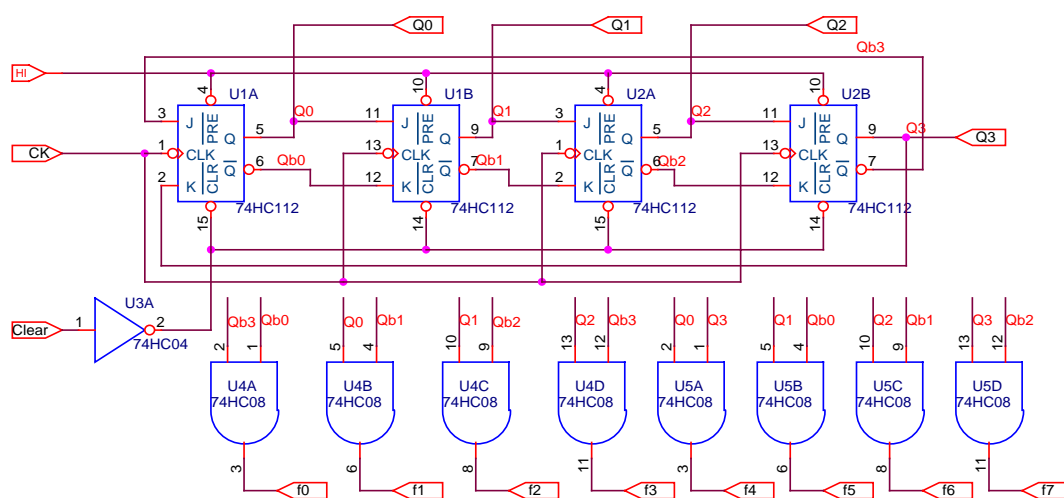 Q0 Q1 Q2
Qb3
HI
4 10 4 10
U1A U1B U2A U2B
3 J PRE Q 5 Q0 11 J PRE Q 9 Q1 3 J PRE Q 5 Q2 11 J PRE Q 9 Q3 Q3
CK 1 CLK 13 CLK 1 CLK 13 CLK
2 K CLR Q 6 Qb0 12 K CLR Q 7 Qb1 2 K CLR Q 6 Qb2 12 K CLR Q 7
15 74HC112 14 74HC112 15 74HC112 14 74HC112
U3A
Clear 1 2
74HC04
Qb3 Qb0 Q0 Qb1 Q1 Qb2 Q2 Qb3 Q0 Q3 Q1 Qb0 Q2 Qb1 Q3 Qb2
2 1 5 4 10 9 13 12 2 1 5 4 10 9 13 12
U4A U4B U4C U4D U5A U5B U5C U5D
74HC08 74HC08 74HC08 74HC08 74HC08 74HC08 74HC08 74HC08
3 6 8 11 3 6 8 11
f0 f1 f2 f3 f4 f5 f6 f7